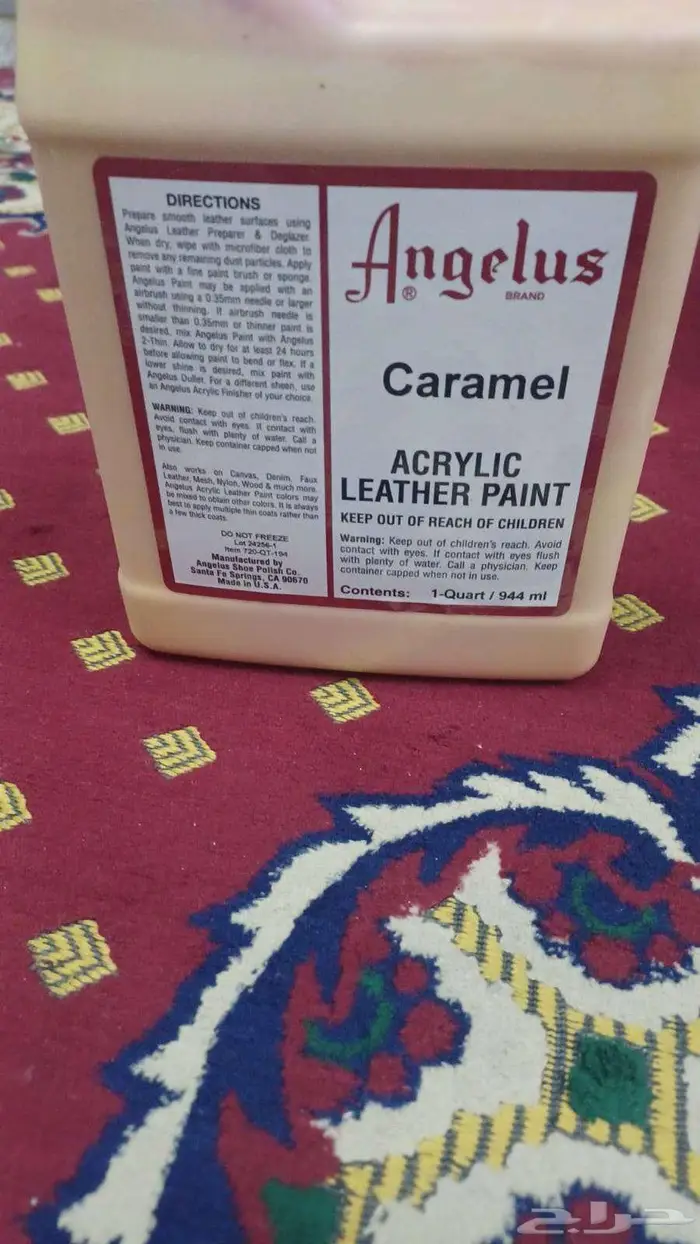 DIRECTIONS
Prepare smooth leather surfaces using
Angelus Leather Preparer & Deglazer.
When dry, wipe with microfiber cloth to
remove any remaining dust particles. Apply
paint with a fine paint brush or sponge.
Angelus Paint may be applied with an
airbrush using a 0.35mm needle or larger
without thinning. If airbrush needle is
smaller than 0.35mm or thinner paint is
desired, mix Angelus Paint with Angelus
2-Thin. Allow to dry for at least 24 hours
before allowing paint to bend or flex. If a
lower shine is desired, mix paint with
Angelus Duller. For a different sheen, use
an Angelus Acrylic Finisher of your choice.
WARNING: Keep out of children's reach.
Avoid contact with eyes. If contact with
eyes, flush with plenty of water. Call a
physician. Keep container capped when not
in use.
Also works on Canvas, Denim, Faux
Leather, Mesh, Nylon, Wood & much more.
Angelus Acrylic Leather Paint colors may
be mixed to obtain other colors. It is always
best to apply multiple thin coats rather than
a few thick coats.
DO NOT FREEZE
Lot 24256-1
Item 720-QT-194
Manufactured by
Angelus Shoe Polish Co.
Santa Fe Springs, CA 90670
Made in U.S.A.
Angelus
®
BRAND
Caramel
ACRYLIC
LEATHER PAINT
KEEP OUT OF REACH OF CHILDREN
Warning: Keep out of children's reach. Avoid
contact with eyes. If contact with eyes flush
with plenty of water. Call a physician. Keep
container capped when not in use.
Contents: 1-Quart / 944 ml
حراج